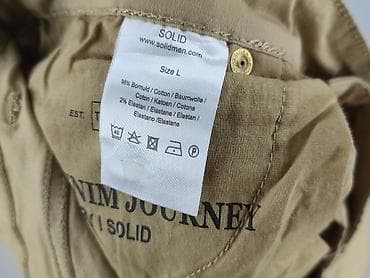 SOLID
www.solidmen.com
Size L
98% Bomuld / Cotton / Baumwolle /
Coton / Katoen / Cotone
2% Elastan / Elastane / Elastan /
Elastano / Elastaan /
Elastane
EST.
NIM JOURNEY
/ SOLID